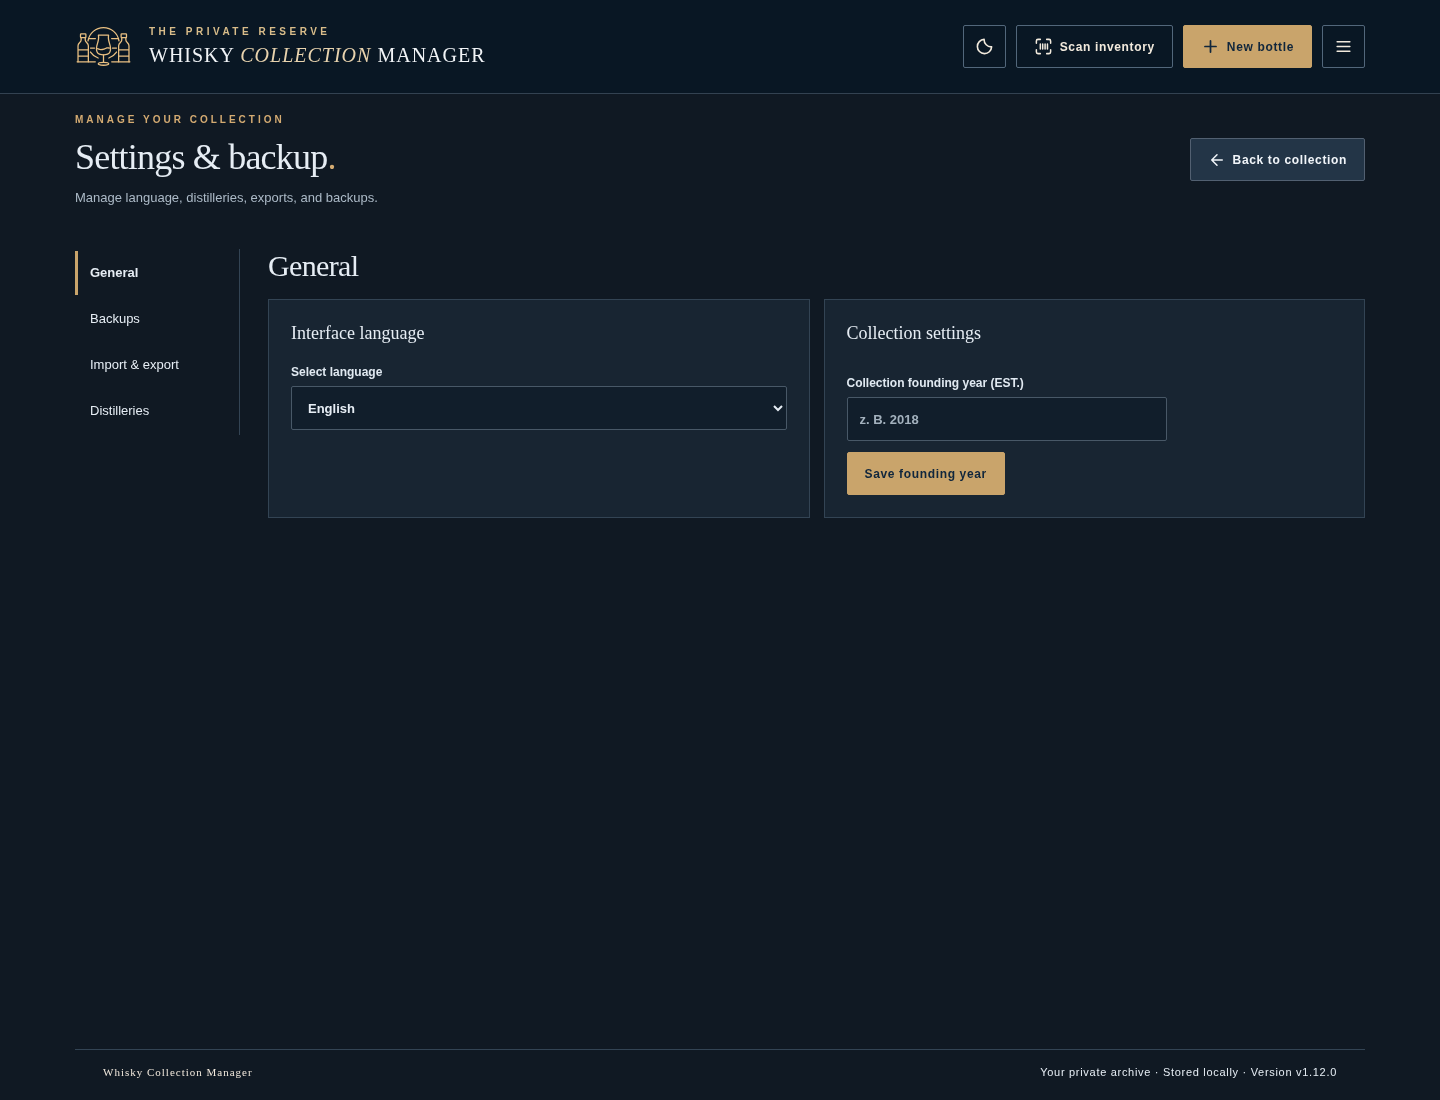 THE PRIVATE RESERVE
WHISKY COLLECTION MANAGER
Scan inventory
New bottle
MANAGE YOUR COLLECTION
Settings & backup.
Back to collection
Manage language, distilleries, exports, and backups.
General
Backups
Import & export
Distilleries
General
Interface language
Select language
English
Collection settings
Collection founding year (EST.)
z. B. 2018
Save founding year
Whisky Collection Manager
Your private archive · Stored locally · Version v1.12.0